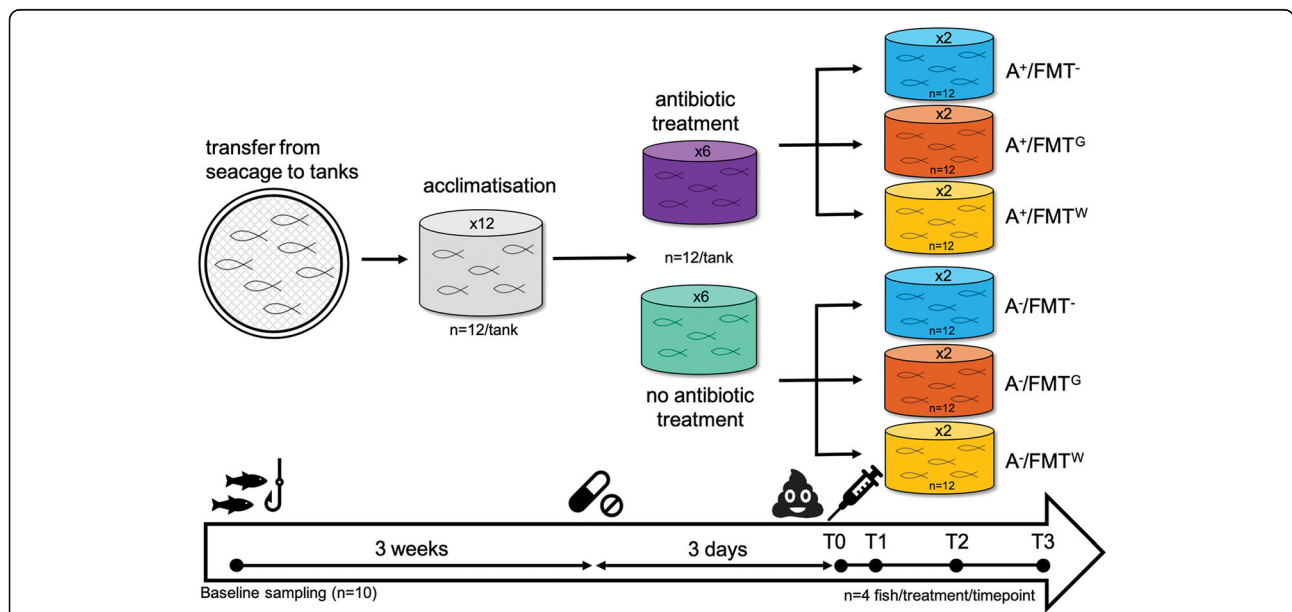 transfer from
seacage to tanks
acclimatisation
x12
n=12/tank
antibiotic
treatment
x6
n=12/tank
x6
no antibiotic
treatment
x2
n=12
A⁺/FMT⁻
x2
n=12
A⁺/FMTᴳ
x2
n=12
A⁺/FMTᵂ
x2
n=12
A⁻/FMT⁻
x2
n=12
A⁻/FMTᴳ
x2
n=12
A⁻/FMTᵂ
3 weeks
3 days
T0 T1 T2 T3
Baseline sampling (n=10)
n=4 fish/treatment/timepoint